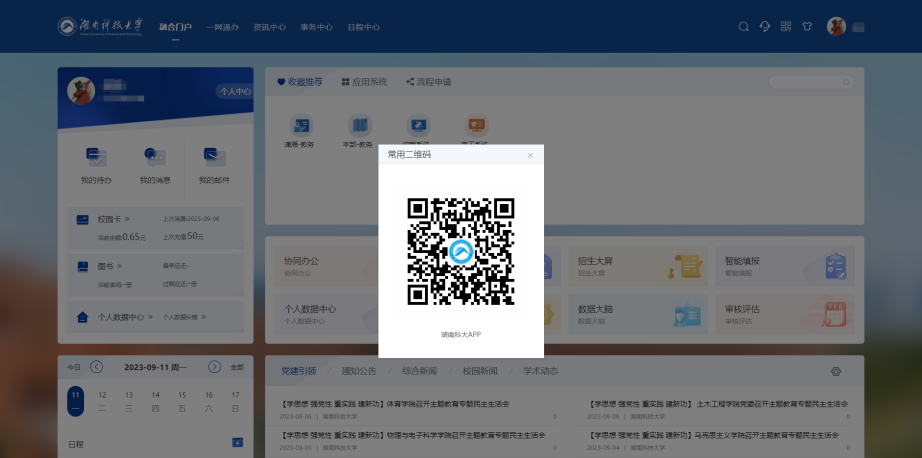 湖南科技大学
融合门户 一网通办 资讯中心 事务中心 日程中心
个人中心
我的待办 我的消息 我的邮件
校园卡 » 上次消费2023-09-06
当前余额0.65元 上次充值50元
图书 »
当前借阅-册
个人数据中心 » 个人数据纠错 »
收藏推荐 应用系统 流程申请
潇湘-教务 本部-教务
常用二维码 ×
湖南科大APP
协同办公
协同办公
个人数据中心
个人数据中心
招生大屏
招生大屏
智能填报
智能填报
数据大脑
数据大脑
审核评估
审核评估
今日 2023-09-11 周一 全部
11 12 13 14 15 16 17
一 二 三 四 五 六 日
日程
党建引领 / 通知公告 / 综合新闻 / 校园新闻 / 学术动态
【学思想 强党性 重实践 建新功】体育学院召开主题教育专题民主生活会
2023-09-06 | 湖南科技大学 0
【学思想 强党性 重实践 建新功】 土木工程学院党委召开主题教育专题民主生活会
2023-09-06 | 湖南科技大学 0
【学思想 强党性 重实践 建新功】物理与电子科学学院召开主题教育专题民主生活会
2023-09-05 | 湖南科技大学 0
【学思想 强党性 重实践 建新功】马克思主义学院召开主题教育专题民主生活会
2023-09-04 | 湖南科技大学 0